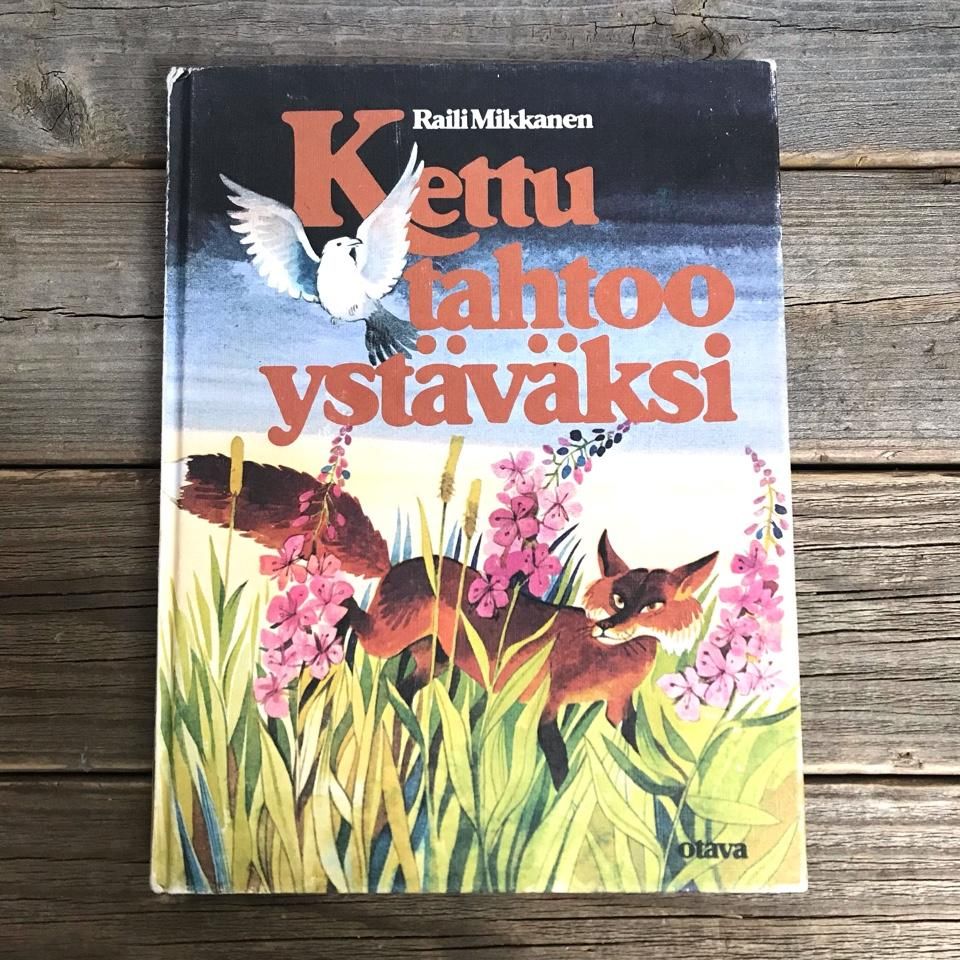 Raili Mikkanen
Kettu
tahtoo
ystäväksi
otava